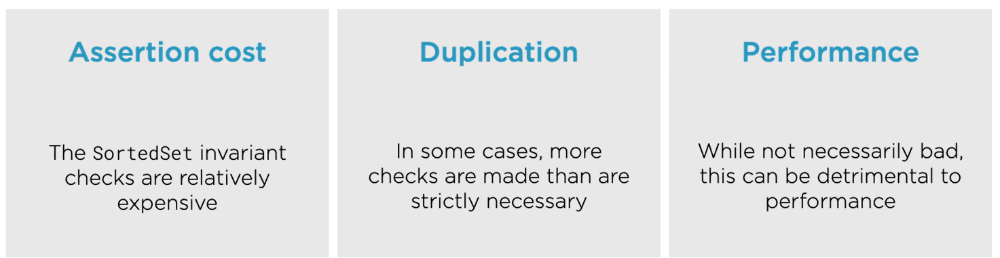 Assertion cost
The SortedSet invariant
checks are relatively
expensive
Duplication
In some cases, more
checks are made than are
strictly necessary
Performance
While not necessarily bad,
this can be detrimental to
performance